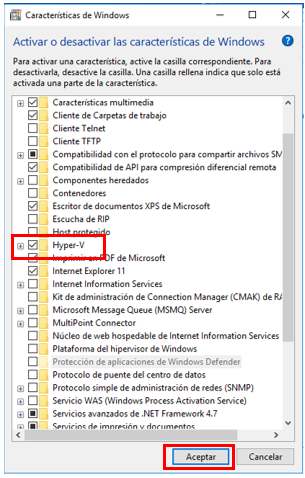 Características de Windows
Activar o desactivar las características de Windows
Para activar una característica, active la casilla correspondiente. Para
desactivarla, desactive la casilla. Una casilla rellena indica que solo está
activada una parte de la característica.
Características multimedia
Cliente de Carpetas de trabajo
Cliente Telnet
Cliente TFTP
Compatibilidad con el protocolo para compartir archivos SM
Compatibilidad de API para compresión diferencial remota
Componentes heredados
Contenedores
Escritor de documentos XPS de Microsoft
Escucha de RIP
Host protegido
Hyper-V
Imprimir en PDF de Microsoft
Internet Explorer 11
Internet Information Services
Kit de administración de Connection Manager (CMAK) de RA
Microsoft Message Queue (MSMQ) Server
MultiPoint Connector
Núcleo de web hospedable de Internet Information Services
Plataforma del hipervisor de Windows
Protección de aplicaciones de Windows Defender
Protocolo de puente del centro de datos
Protocolo simple de administración de redes (SNMP)
Servicio WAS (Windows Process Activation Service)
Servicios avanzados de .NET Framework 4.7
Servicios de impresión y documentos
Aceptar
Cancelar